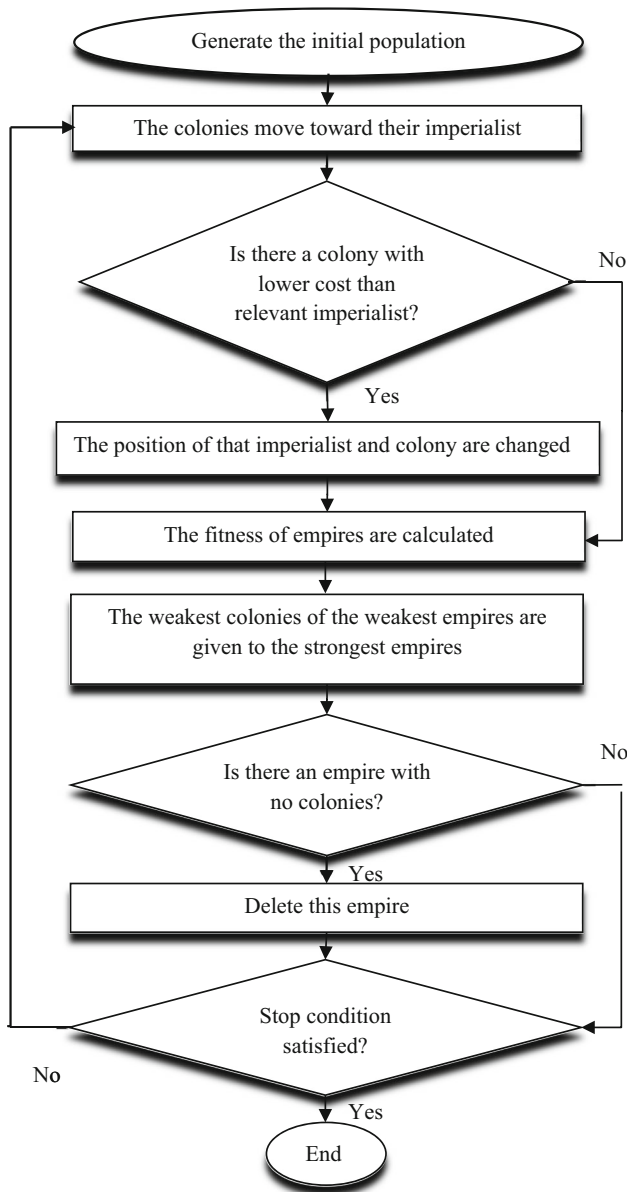 Generate the initial population
The colonies move toward their imperialist
Is there a colony with
lower cost than
relevant imperialist?
No
Yes
The position of that imperialist and colony are changed
The fitness of empires are calculated
The weakest colonies of the weakest empires are
given to the strongest empires
Is there an empire with
no colonies?
No
Yes
Delete this empire
Stop condition
satisfied?
No
Yes
End